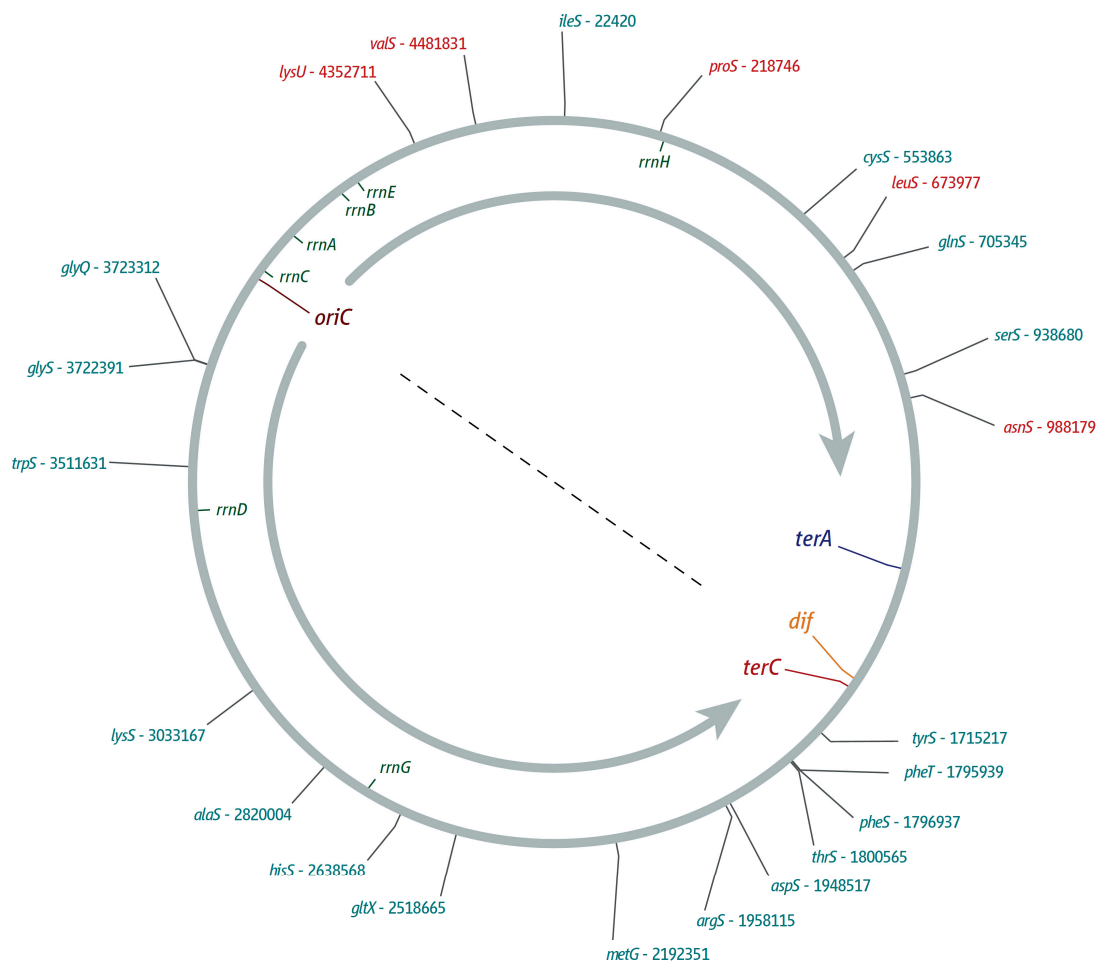 ileS - 22420
valS - 4481831
lysU - 4352711
proS - 218746
rrnH
cysS - 553863
leuS - 673977
rrnE
rrnB
rrnA
glnS - 705345
glyQ - 3723312
rrnC
oriC
serS - 938680
glyS - 3722391
asnS - 988179
trpS - 3511631
rrnD
terA
dif
terC
lysS - 3033167
tyrS - 1715217
rrnG
pheT - 1795939
alaS - 2820004
pheS - 1796937
thrS - 1800565
hisS - 2638568
aspS - 1948517
gltX - 2518665
argS - 1958115
metG - 2192351